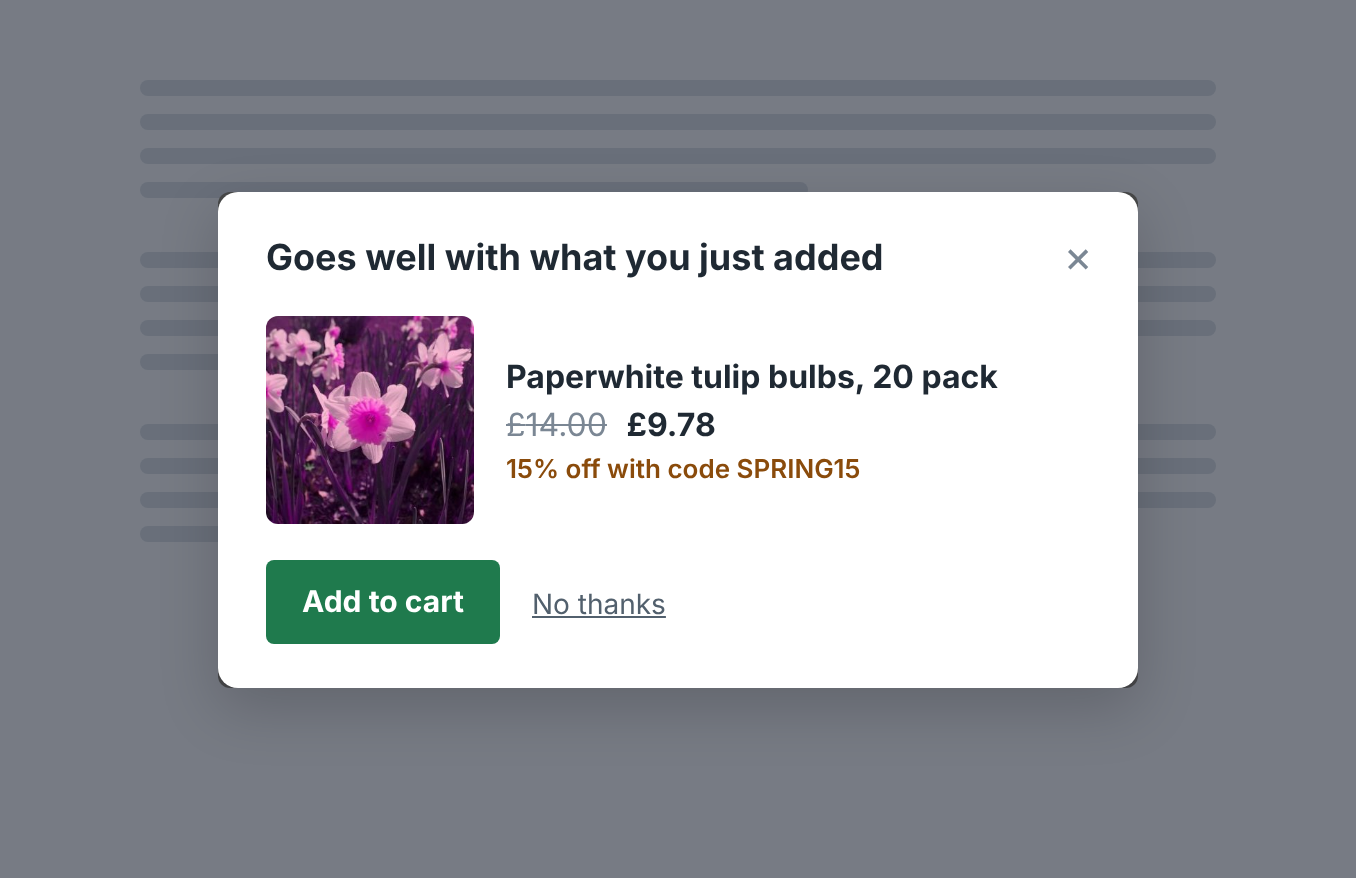 Goes well with what you just added
Paperwhite tulip bulbs, 20 pack
£14.00 £9.78
15% off with code SPRING15
Add to cart
No thanks